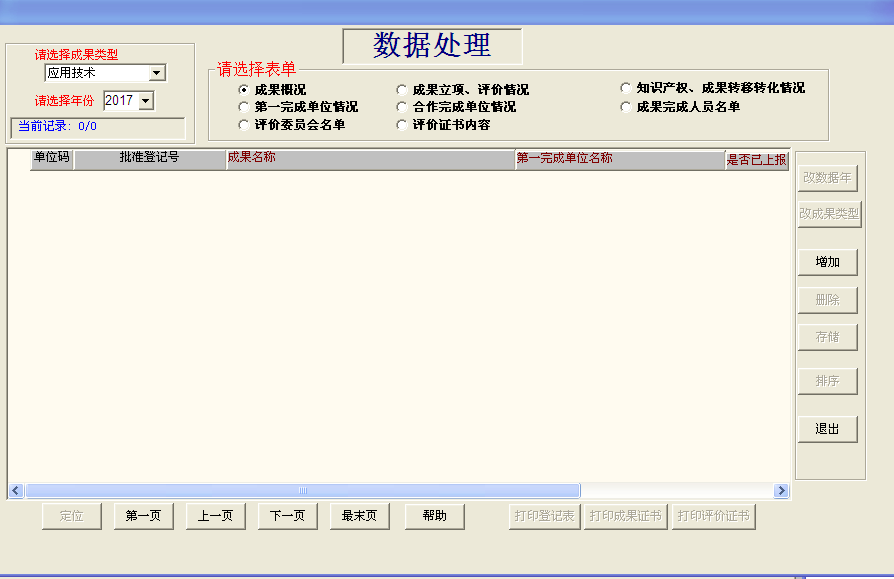 数据处理
请选择成果类型
应用技术
请选择年份 2017
当前记录: 0/0
请选择表单
成果概况 成果立项、评价情况 知识产权、成果转移转化情况
第一完成单位情况 合作完成单位情况 成果完成人员名单
评价委员会名单 评价证书内容
单位码 批准登记号 成果名称 第一完成单位名称 是否已上报
改数据年
改成果类型
增加
删除
存储
排序
退出
定位 第一页 上一页 下一页 最末页 帮助 打印登记表 打印成果证书 打印评价证书